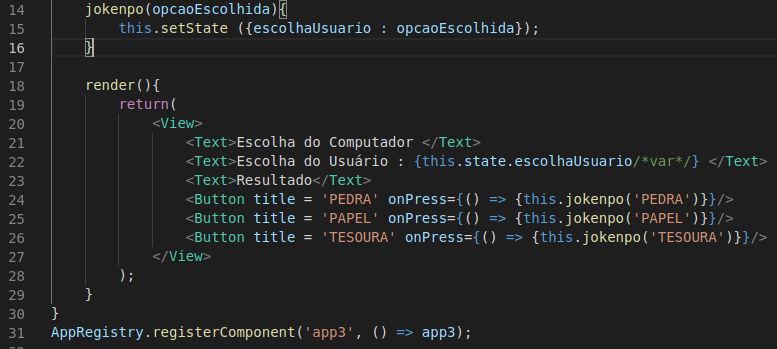 14 jokenpo(opcaoEscolhida){
15 this.setState ({escolhaUsuario : opcaoEscolhida});
16 }
17
18 render(){
19 return(
20 <View>
21 <Text>Escolha do Computador </Text>
22 <Text>Escolha do Usuário : {this.state.escolhaUsuario/*var*/} </Text>
23 <Text>Resultado</Text>
24 <Button title = 'PEDRA' onPress={() => {this.jokenpo('PEDRA')}}/>
25 <Button title = 'PAPEL' onPress={() => {this.jokenpo('PAPEL')}}/>
26 <Button title = 'TESOURA' onPress={() => {this.jokenpo('TESOURA')}}/>
27 </View>
28 );
29 }
30 }
31 AppRegistry.registerComponent('app3', () => app3);